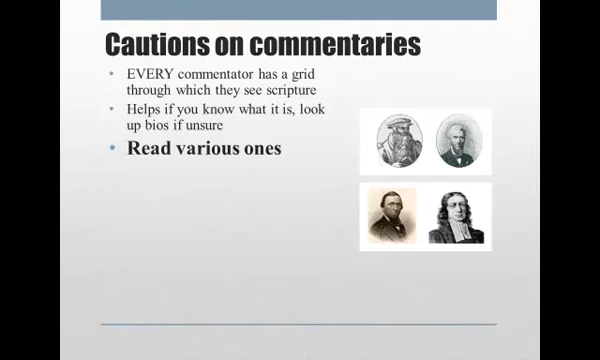 Cautions on commentaries
• EVERY commentator has a grid
through which they see scripture
• Helps if you know what it is, look
up bios if unsure
• Read various ones